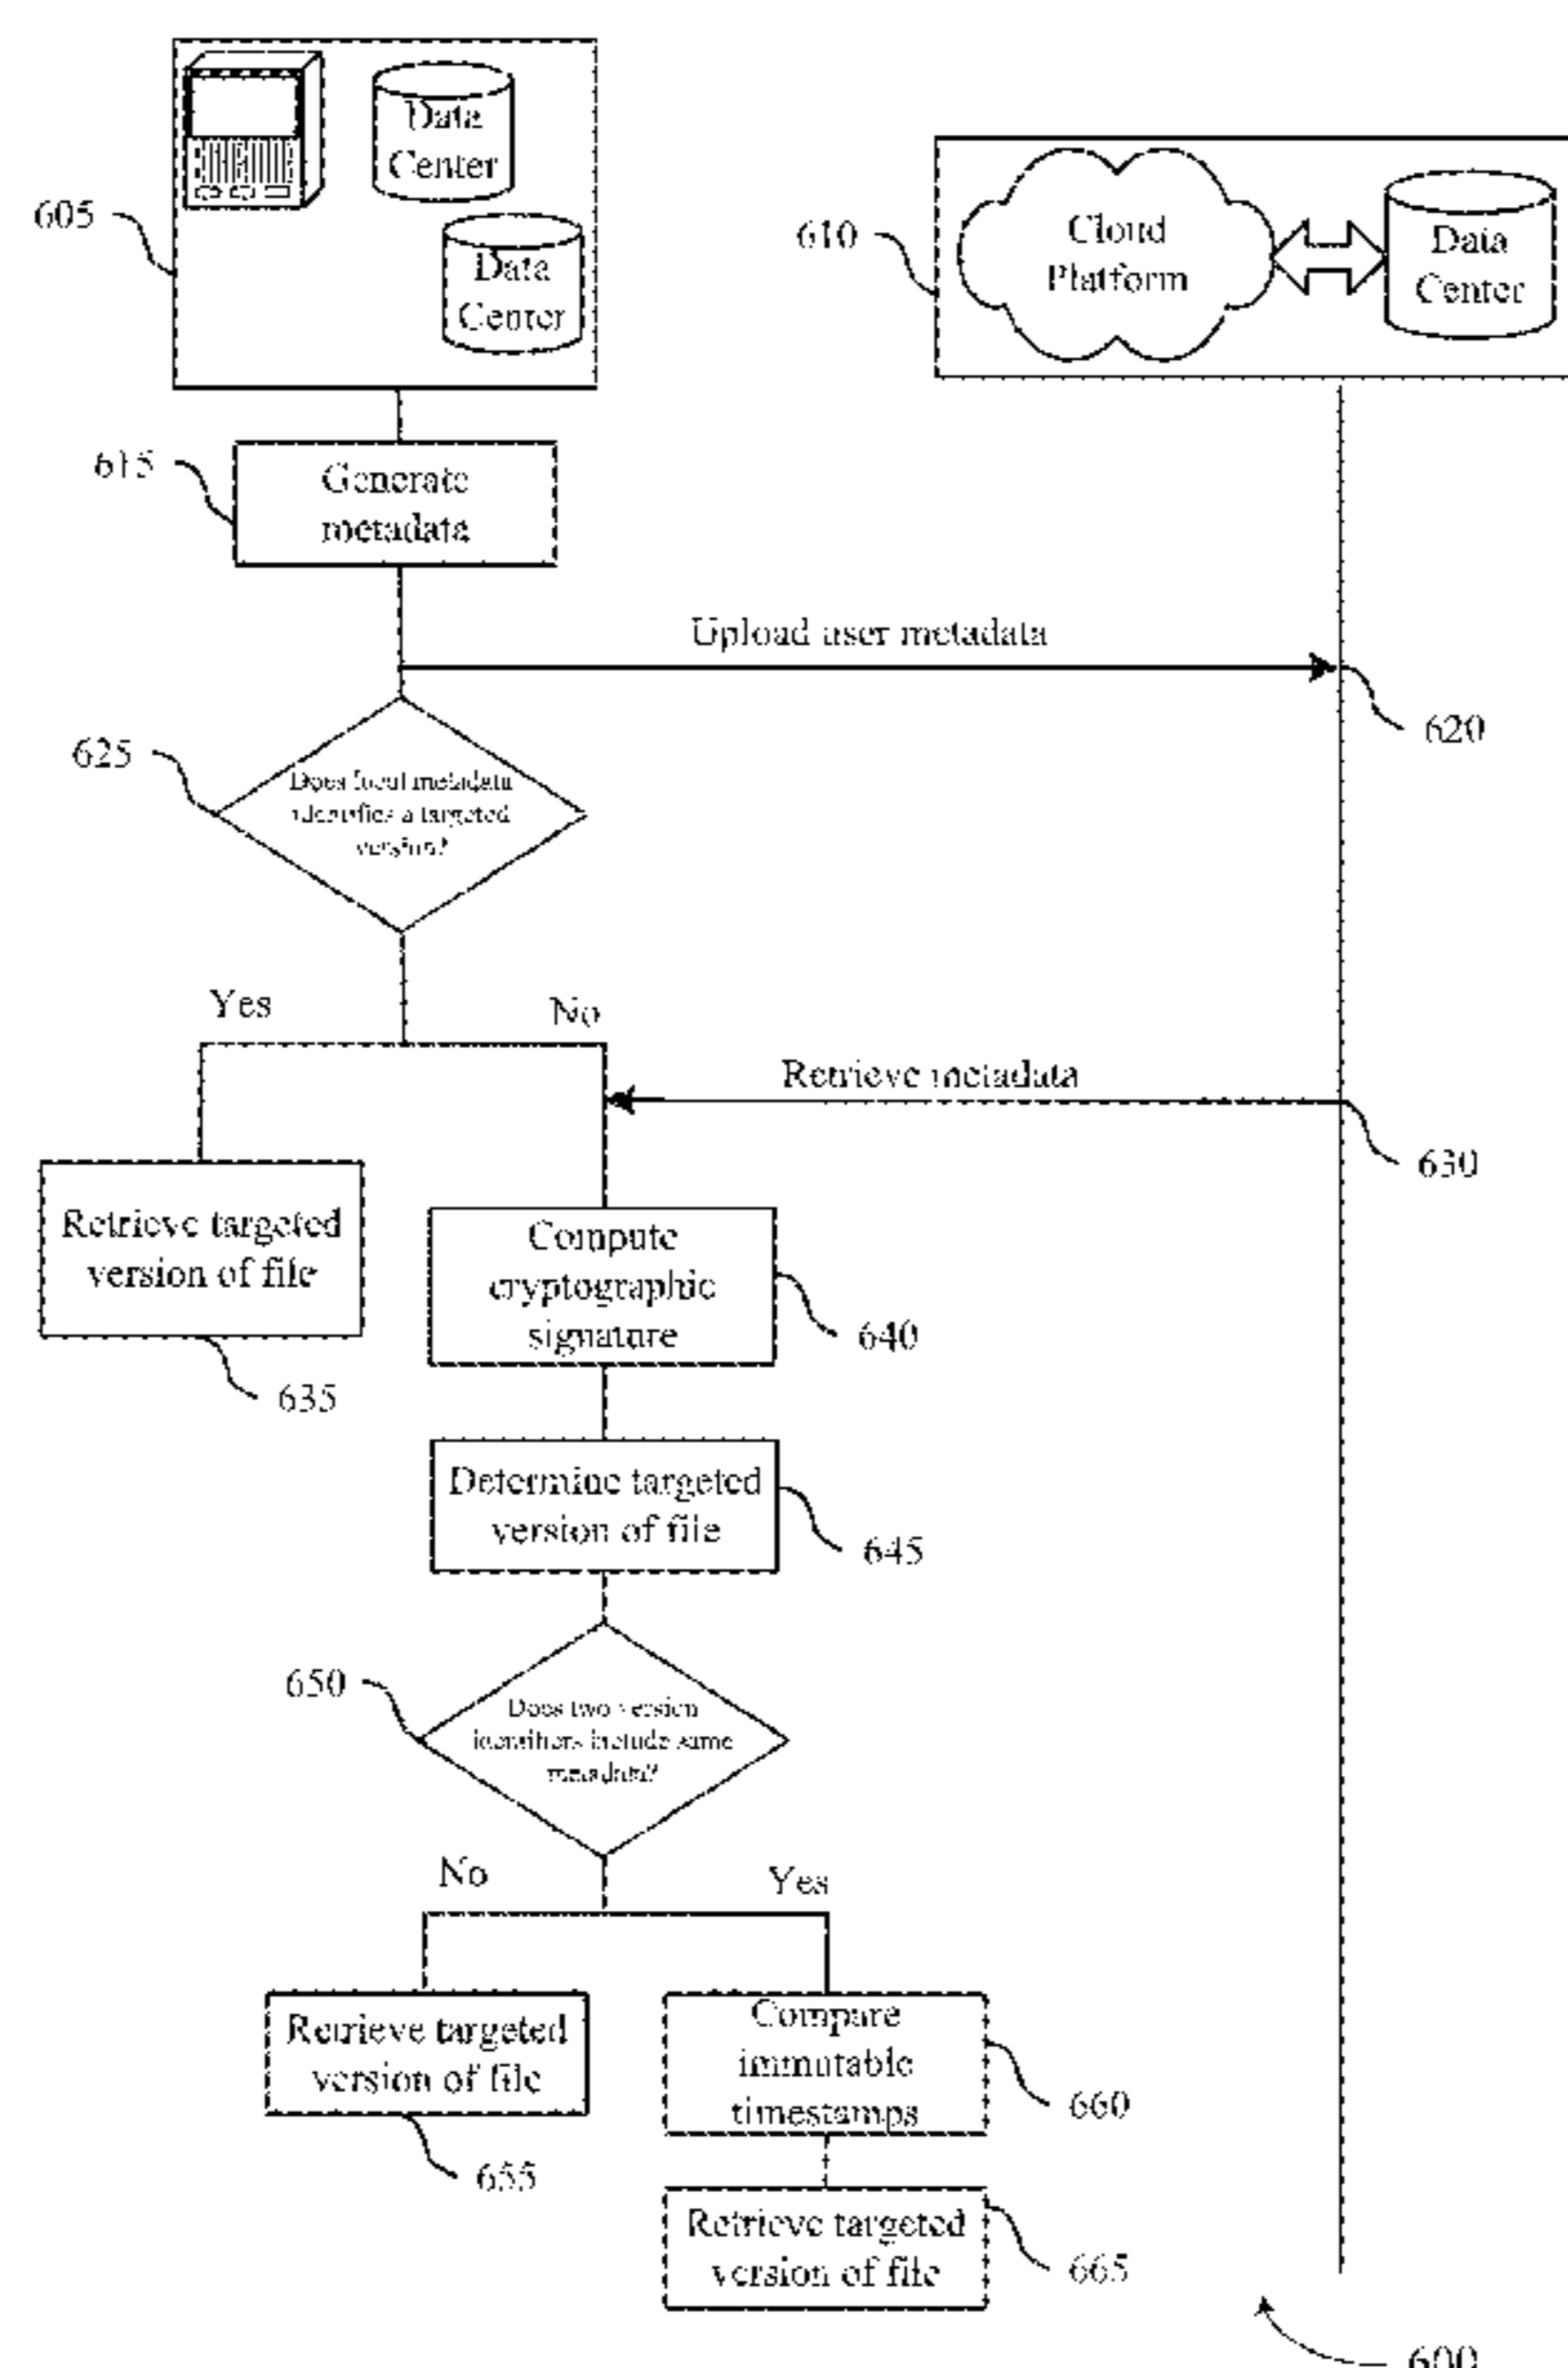 Data
Center
Data
Center
605
610
Cloud
Platform
Data
Center
615
Generate
metadata
Upload user metadata
620
625
Does local metadata
identifies a targeted
version?
Yes
No
Retrieve metadata
630
Retrieve targeted
version of file
635
Compute
cryptographic
signature
640
Determine targeted
version of file
645
650
Does two version
identifiers include same
metadata?
No
Yes
Retrieve targeted
version of file
655
Compare
immutable
timestamps
660
Retrieve targeted
version of file
665
600